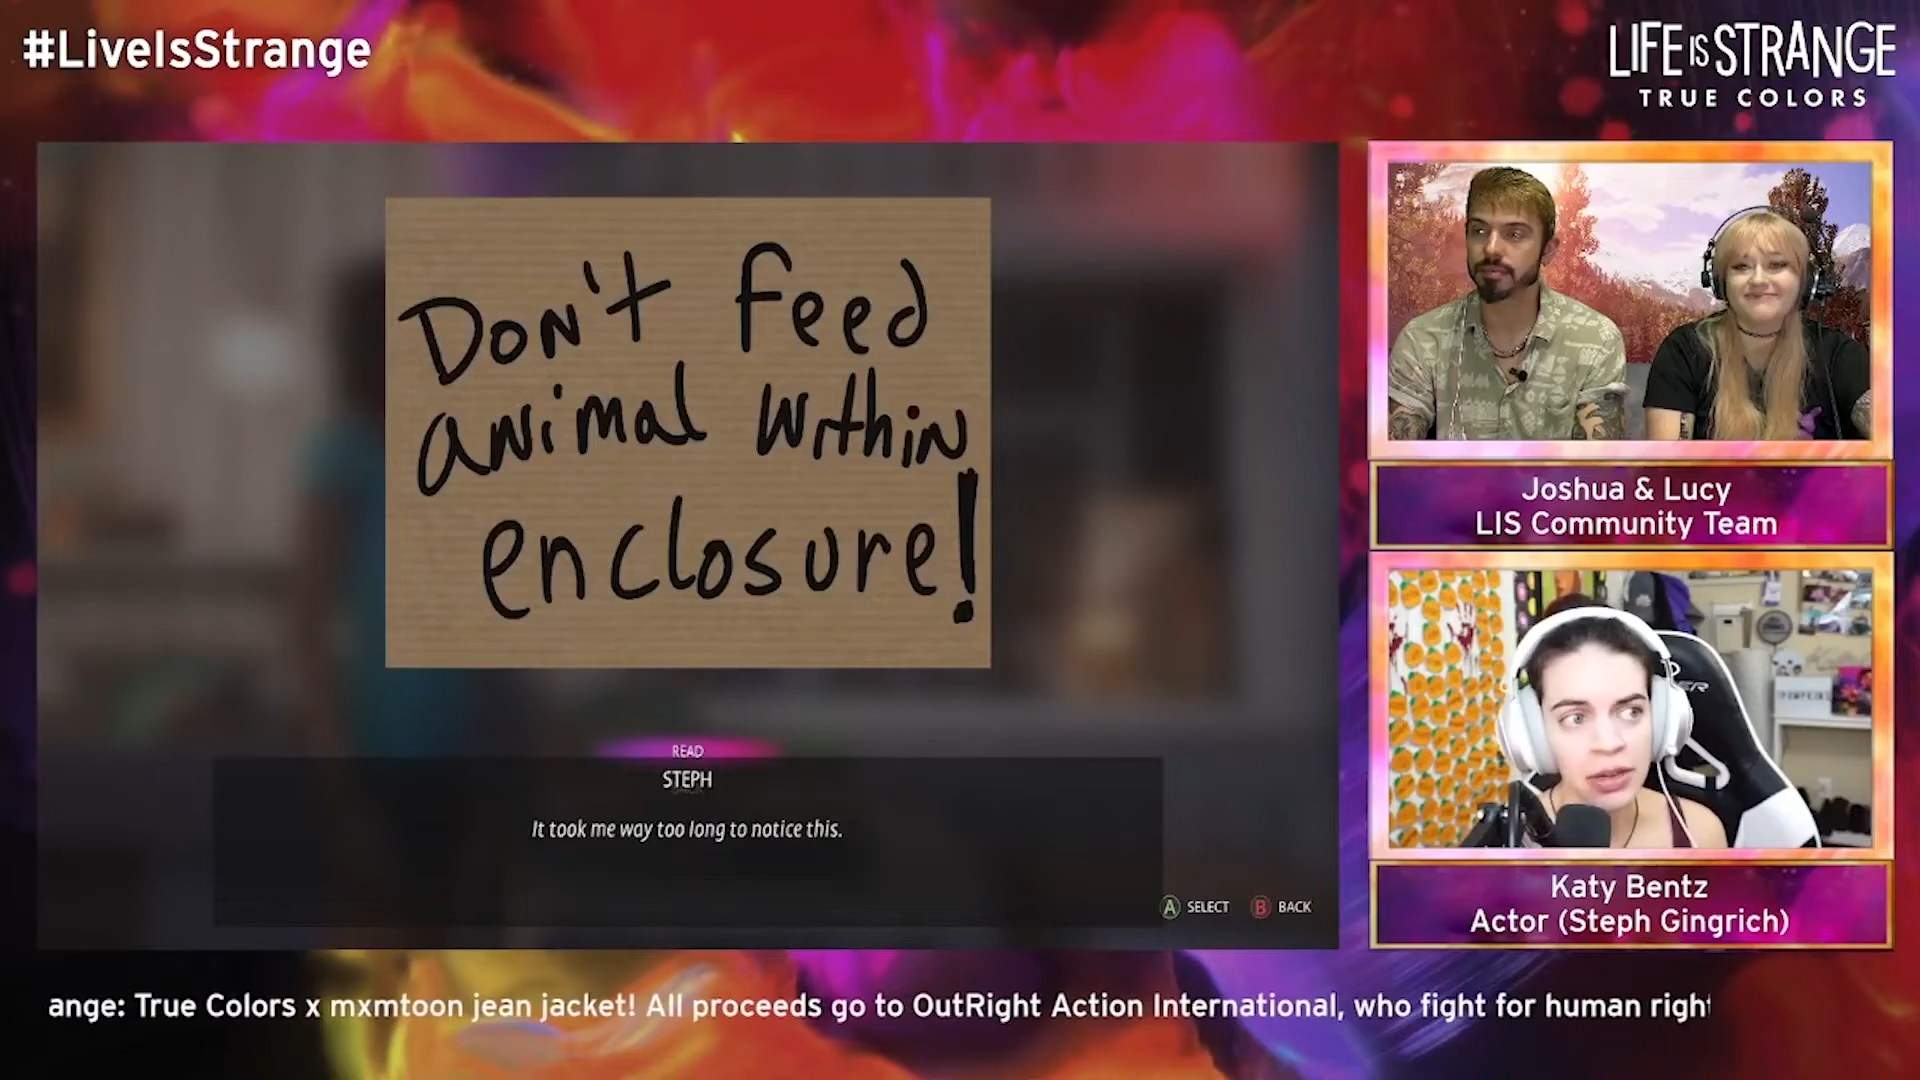 #LiveIsStrange
LIFE IS STRANGE
TRUE COLORS
Don't feed
animal within
enclosure!
READ
STEPH
It took me way too long to notice this.
A SELECT B BACK
Joshua & Lucy
LIS Community Team
Katy Bentz
Actor (Steph Gingrich)
ange: True Colors x mxmtoon jean jacket! All proceeds go to OutRight Action International, who fight for human right